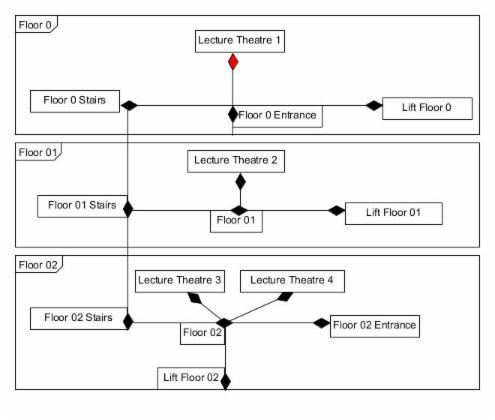 Floor 0
Lecture Theatre 1
Floor 0 Stairs
Floor 0 Entrance
Lift Floor 0
Floor 01
Lecture Theatre 2
Floor 01 Stairs
Floor 01
Lift Floor 01
Floor 02
Lecture Theatre 3
Lecture Theatre 4
Floor 02 Stairs
Floor 02
Floor 02 Entrance
Lift Floor 02